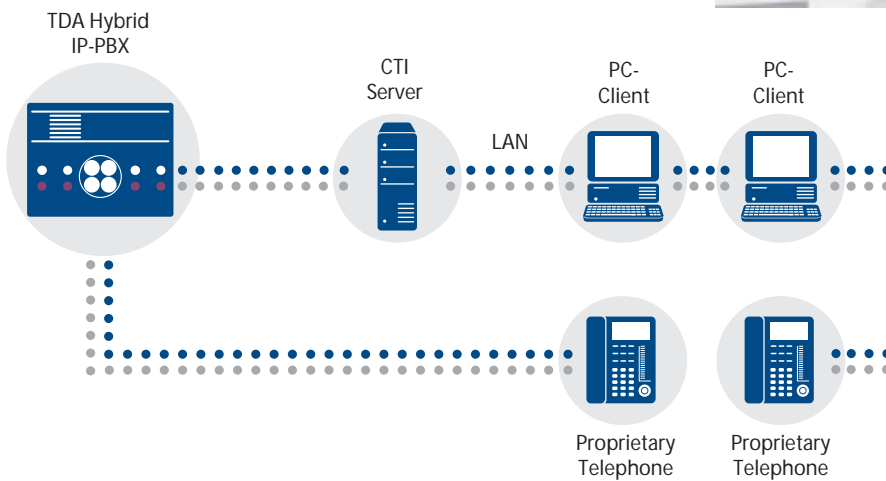 TDA Hybrid
IP-PBX
CTI
Server
LAN
PC-
Client
PC-
Client
Proprietary
Telephone
Proprietary
Telephone